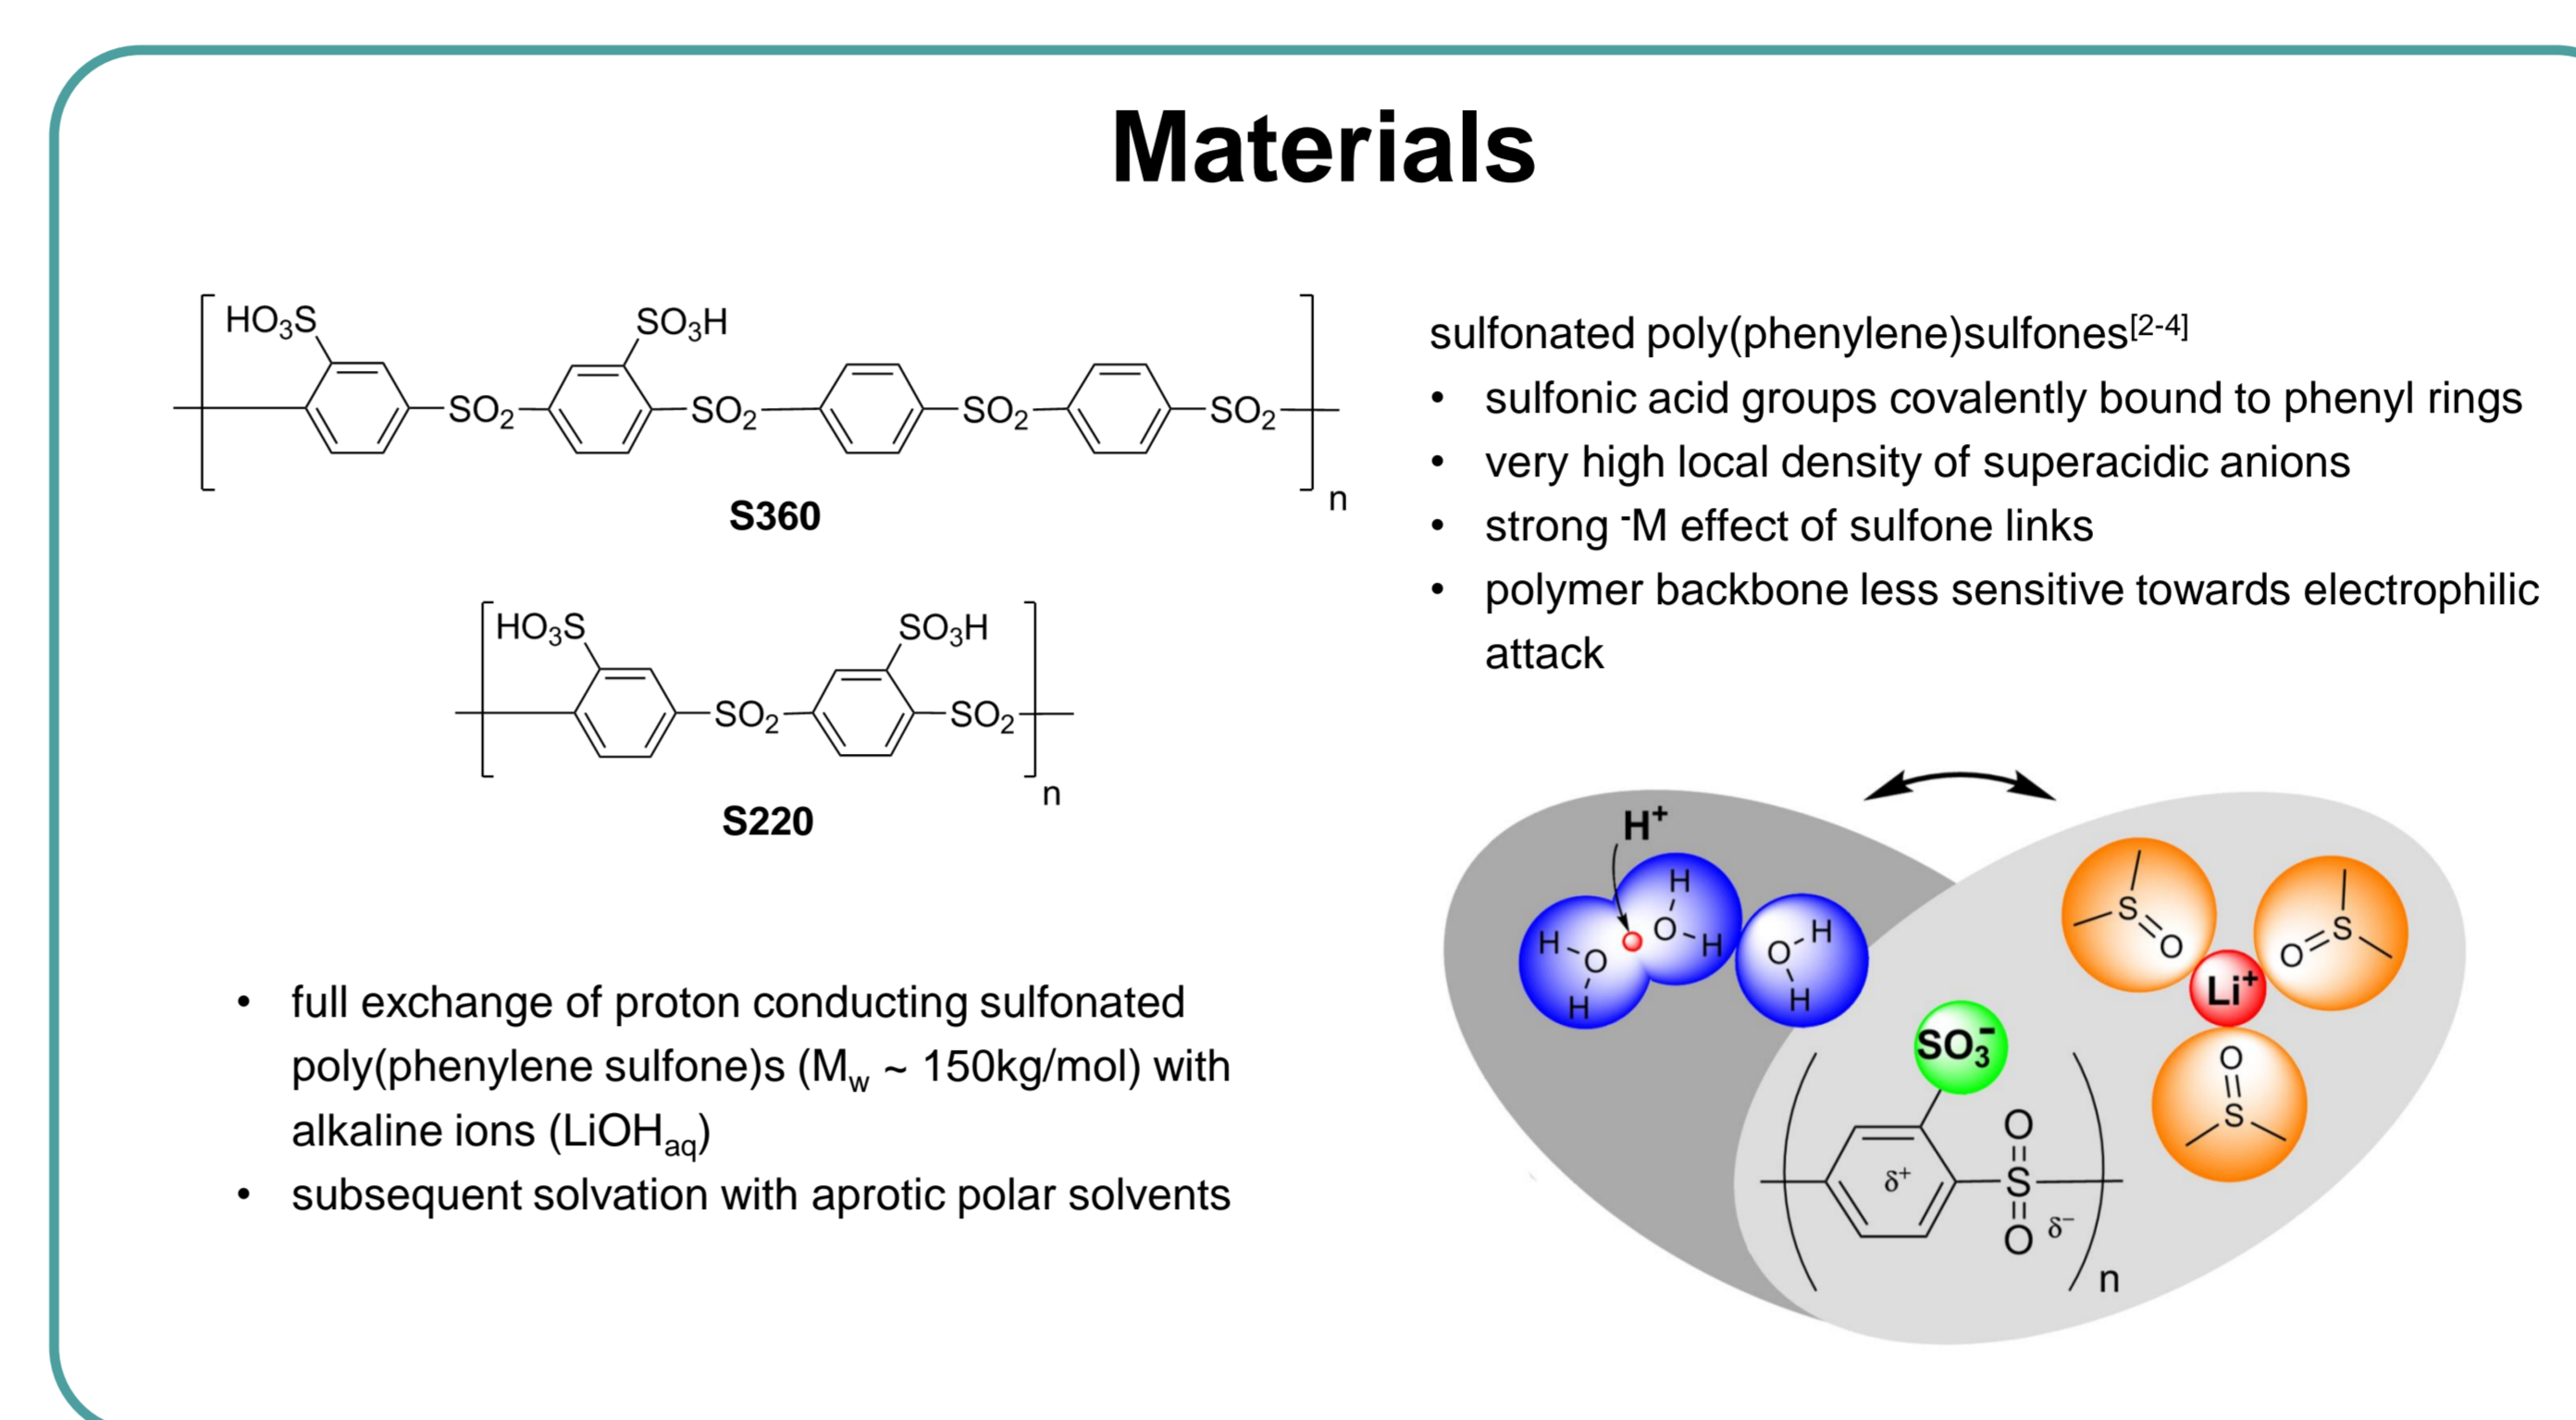 Materials
HO₃S SO₃H
SO₂ SO₂ SO₂ SO₂
n
S360
HO₃S SO₃H
SO₂ SO₂
n
S220
sulfonated poly(phenylene)sulfones[2-4]
• sulfonic acid groups covalently bound to phenyl rings
• very high local density of superacidic anions
• strong ⁻M effect of sulfone links
• polymer backbone less sensitive towards electrophilic
attack
• full exchange of proton conducting sulfonated
poly(phenylene sulfone)s (Mw ~ 150kg/mol) with
alkaline ions (LiOHaq)
• subsequent solvation with aprotic polar solvents
H⁺
H O H
H O H
O H H
S O
O S
Li⁺
O
S
SO₃⁻
O
δ⁺ S
O δ⁻
n